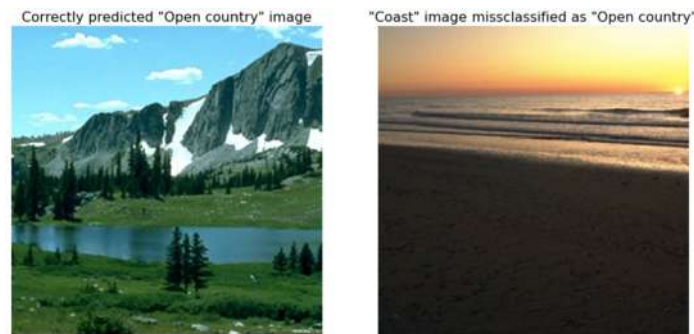 Correctly predicted "Open country" image
"Coast" image missclassified as "Open country"